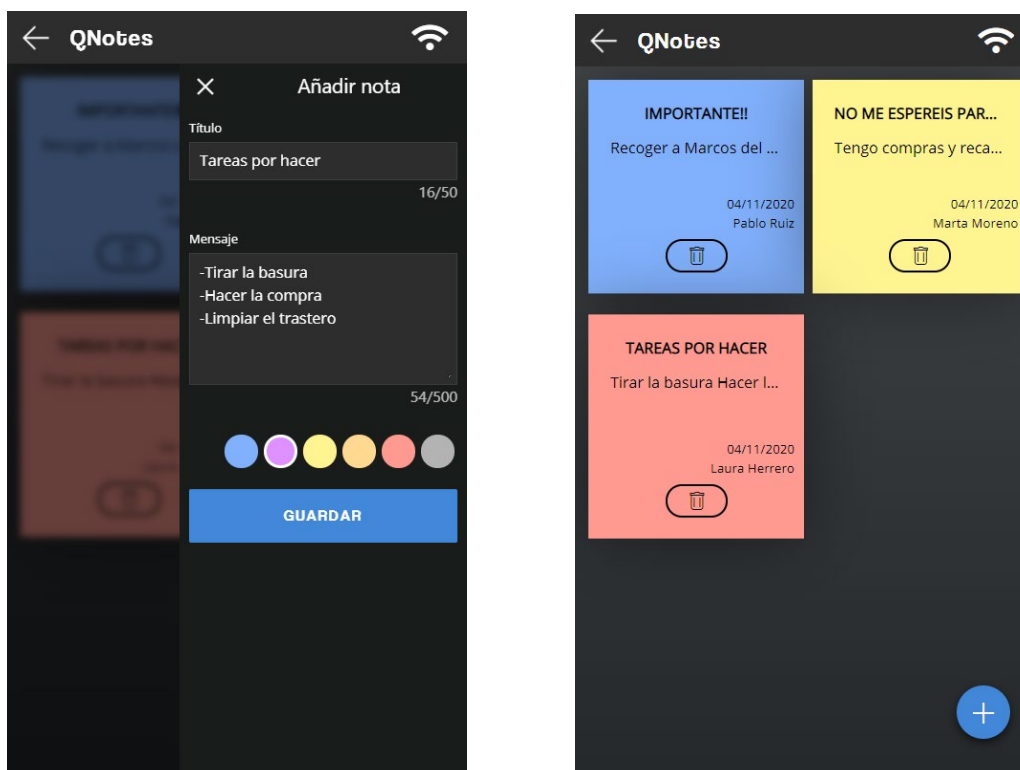 QNotes
Añadir nota
Título
Tareas por hacer
16/50
Mensaje
-Tirar la basura
-Hacer la compra
-Limpiar el trastero
54/500
GUARDAR
QNotes
IMPORTANTE!!
Recoger a Marcos del ...
04/11/2020
Pablo Ruiz
NO ME ESPEREIS PAR...
Tengo compras y reca...
04/11/2020
Marta Moreno
TAREAS POR HACER
Tirar la basura Hacer l...
04/11/2020
Laura Herrero